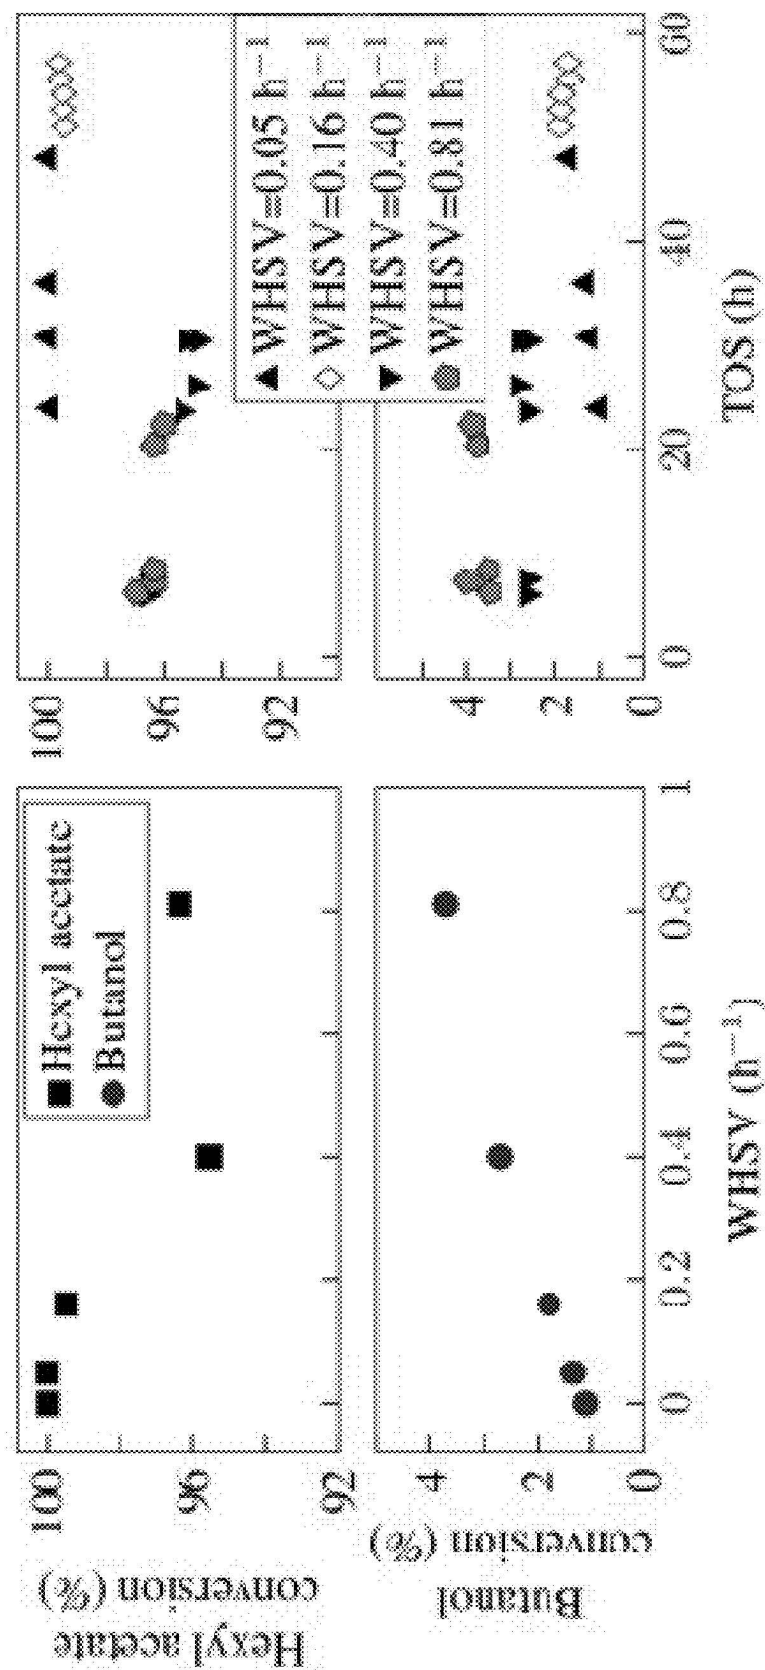 Hexyl acetate
conversion (%)
100
96
92
Hexyl acetate
Butanol
Butanol
conversion (%)
4
2
0
0
0.2
0.4
0.6
0.8
1
WHSV (h−1)
100
96
92
4
2
0
0
20
40
60
TOS (h)
WHSV=0.05 h−1
WHSV=0.16 h−1
WHSV=0.40 h−1
WHSV=0.81 h−1